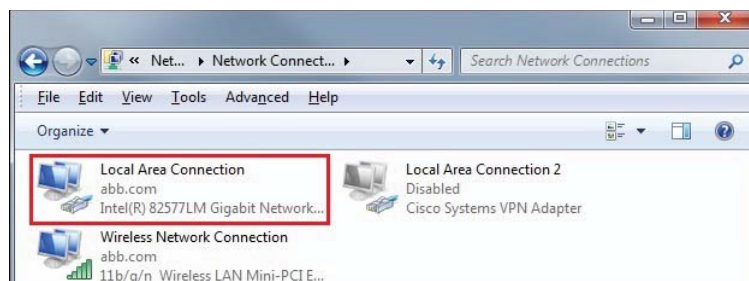 « Net... Network Connect... Search Network Connections
File Edit View Tools Advanced Help
Organize
Local Area Connection
abb.com
Intel(R) 82577LM Gigabit Network...
Local Area Connection 2
Disabled
Cisco Systems VPN Adapter
Wireless Network Connection
abb.com
11b/g/n Wireless LAN Mini-PCI E...